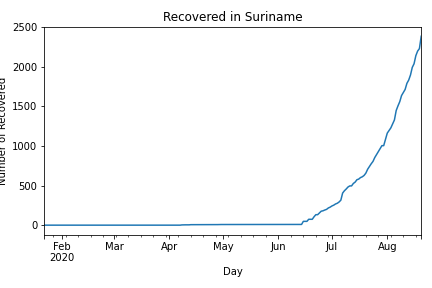 Recovered in Suriname
2500
2000
1500
1000
500
0
Number of Recovered
Feb
2020
Mar
Apr
May
Jun
Jul
Aug
Day